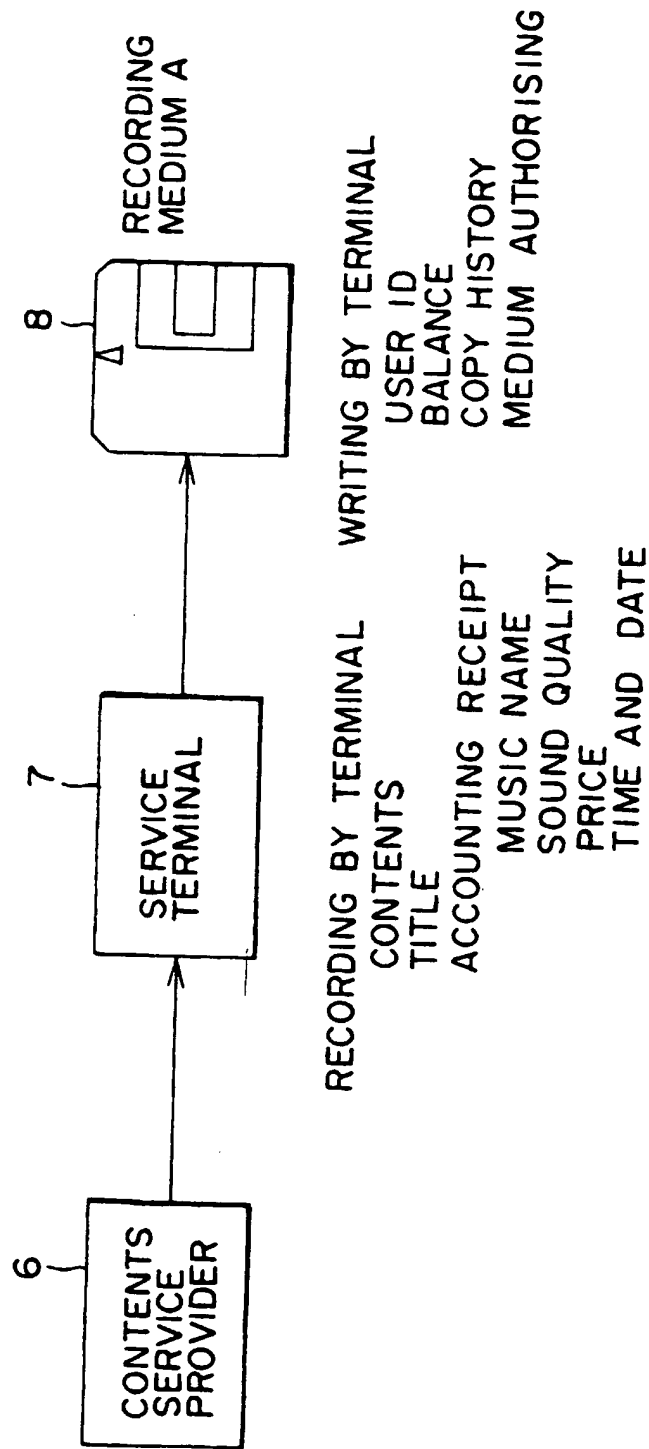 6
CONTENTS
SERVICE
PROVIDER
7
SERVICE
TERMINAL
8
RECORDING
MEDIUM A
RECORDING BY TERMINAL
CONTENTS
TITLE
ACCOUNTING RECEIPT
MUSIC NAME
SOUND QUALITY
PRICE
TIME AND DATE
WRITING BY TERMINAL
USER ID
BALANCE
COPY HISTORY
MEDIUM AUTHORISING